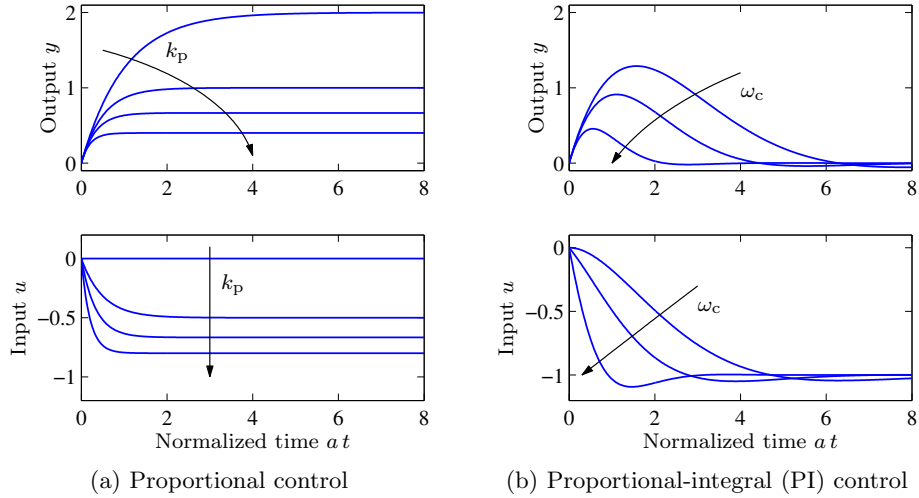 2
1
0
Output y
k_p
0 2 4 6 8
2
1
0
Output y
ω_c
0 2 4 6 8
0
−0.5
−1
Input u
k_p
0 2 4 6 8
Normalized time a t
0
−0.5
−1
Input u
ω_c
0 2 4 6 8
Normalized time a t
(a) Proportional control
(b) Proportional-integral (PI) control